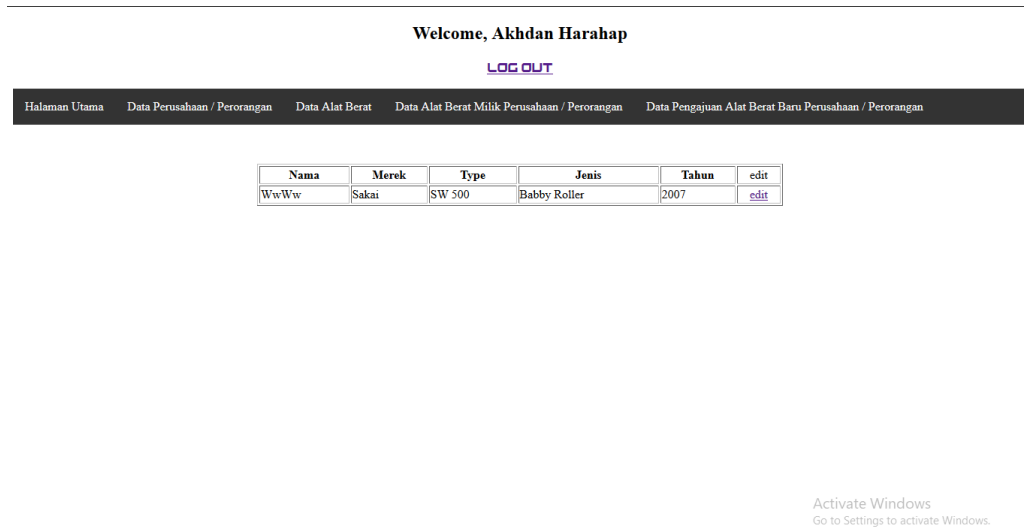 Welcome, Akhdan Harahap
LOG OUT
Halaman Utama Data Perusahaan / Perorangan Data Alat Berat Data Alat Berat Milik Perusahaan / Perorangan Data Pengajuan Alat Berat Baru Perusahaan / Perorangan
Nama Merek Type Jenis Tahun edit
WwWw Sakai SW 500 Babby Roller 2007 edit
Activate Windows
Go to Settings to activate Windows.